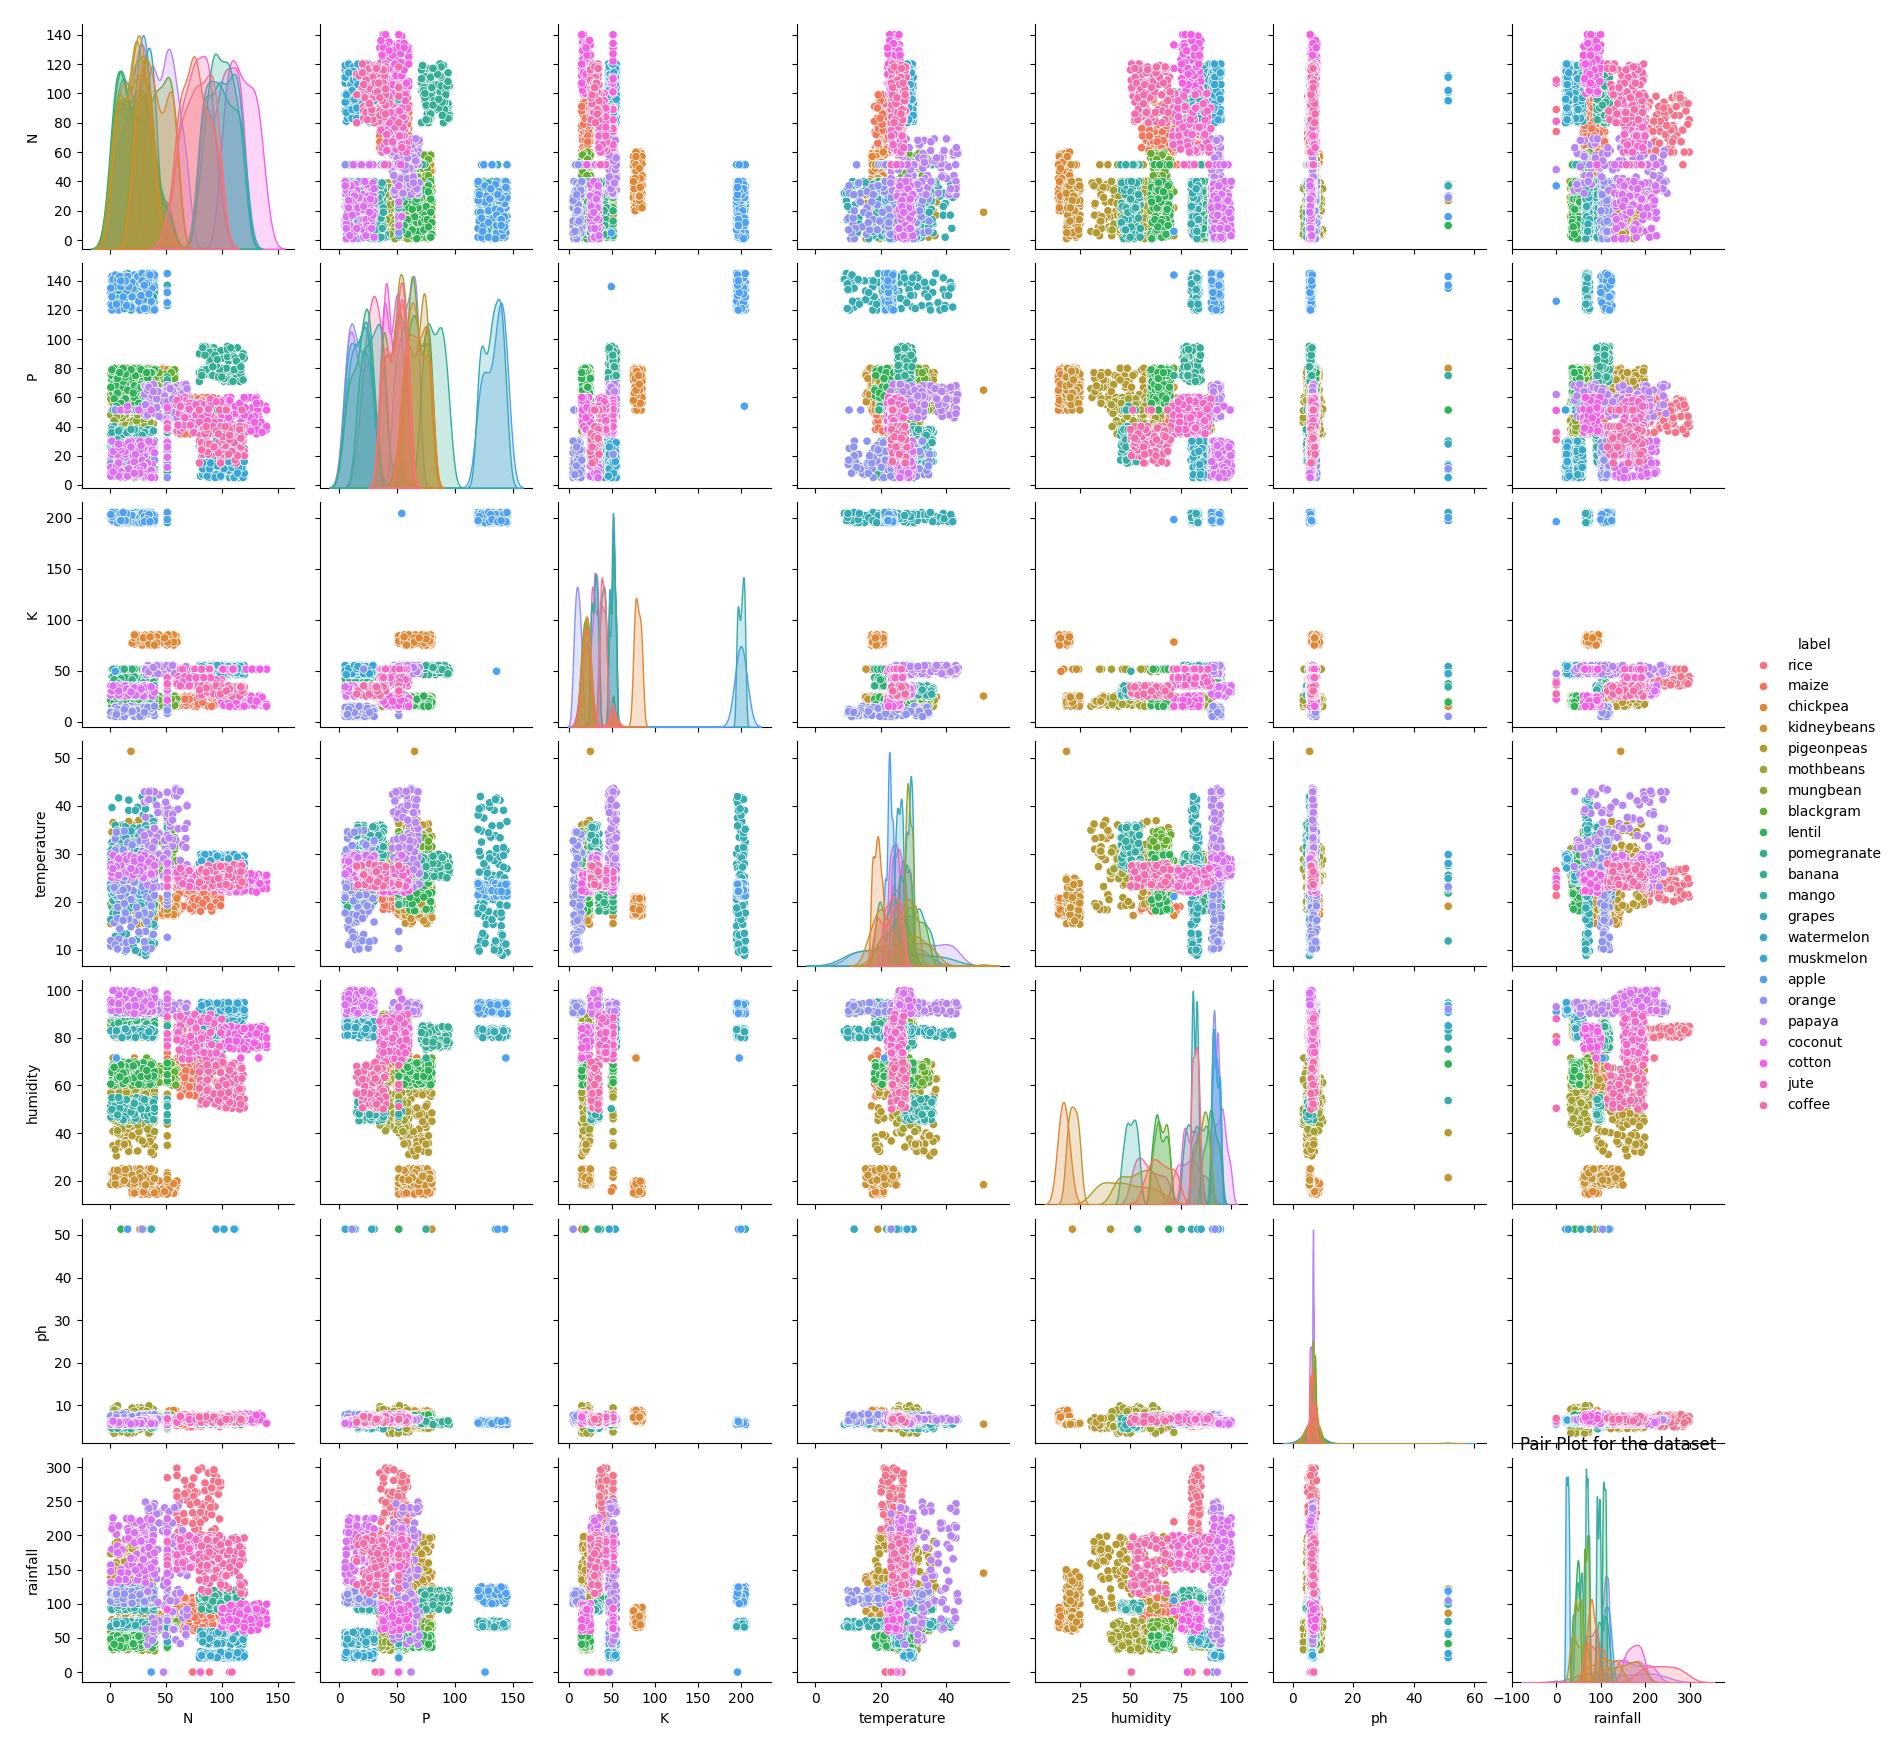 140
120
100
80
60
40
20
0
N
140
120
100
80
60
40
20
0
P
200
150
100
50
0
K
50
40
30
20
10
temperature
100
80
60
40
20
humidity
50
40
30
20
10
ph
Pair Plot for the dataset
300
250
200
150
100
50
0
rainfall
0 50 100 150
N
0 50 100 150
P
0 50 100 150 200
K
0 20 40
temperature
25 50 75 100
humidity
0 20 40 60
ph
−100 0 100 200 300
rainfall
label
rice
maize
chickpea
kidneybeans
pigeonpeas
mothbeans
mungbean
blackgram
lentil
pomegranate
banana
mango
grapes
watermelon
muskmelon
apple
orange
papaya
coconut
cotton
jute
coffee